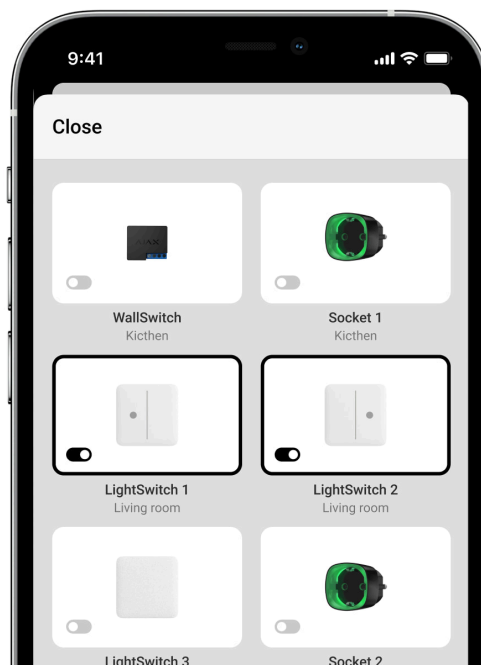 9:41
Close
AJAX
WallSwitch
Kicthen
Socket 1
Kicthen
LightSwitch 1
Living room
LightSwitch 2
Living room
LightSwitch 3
Socket 2